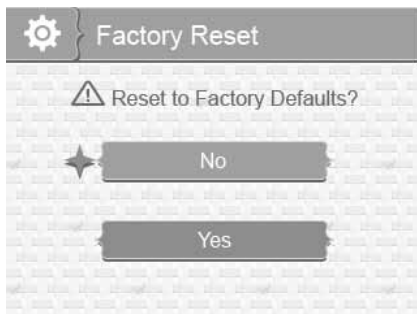 Factory Reset
Reset to Factory Defaults?
No
Yes